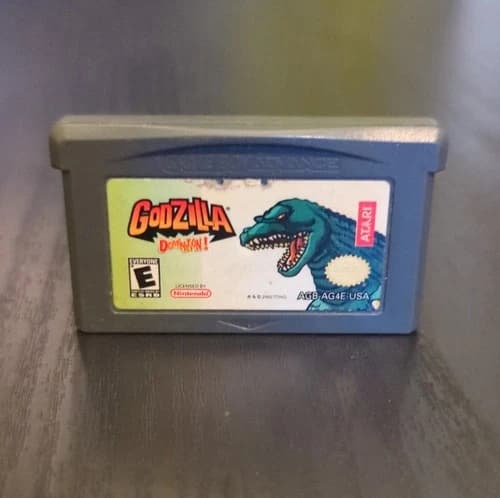 GAME BOY ADVANCE
GODZILLA
DOMINATION!
ATARI
EVERYONE
E
ESRB
LICENSED BY
Nintendo
AGB-AG4E-USA